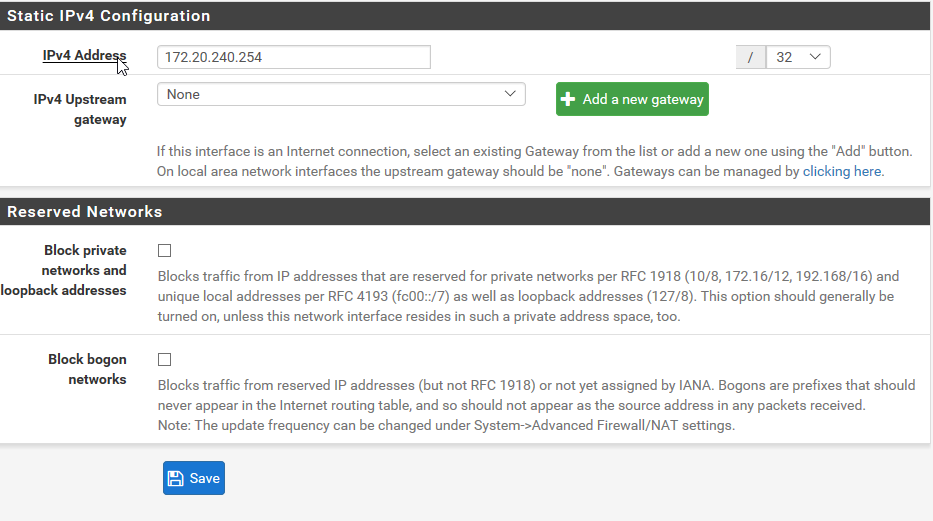 Static IPv4 Configuration
IPv4 Address
172.20.240.254
/
32
IPv4 Upstream
gateway
None
Add a new gateway
If this interface is an Internet connection, select an existing Gateway from the list or add a new one using the "Add" button.
On local area network interfaces the upstream gateway should be "none". Gateways can be managed by clicking here.
Reserved Networks
Block private
networks and
loopback addresses
Blocks traffic from IP addresses that are reserved for private networks per RFC 1918 (10/8, 172.16/12, 192.168/16) and
unique local addresses per RFC 4193 (fc00::/7) as well as loopback addresses (127/8). This option should generally be
turned on, unless this network interface resides in such a private address space, too.
Block bogon
networks
Blocks traffic from reserved IP addresses (but not RFC 1918) or not yet assigned by IANA. Bogons are prefixes that should
never appear in the Internet routing table, and so should not appear as the source address in any packets received.
Note: The update frequency can be changed under System->Advanced Firewall/NAT settings.
Save